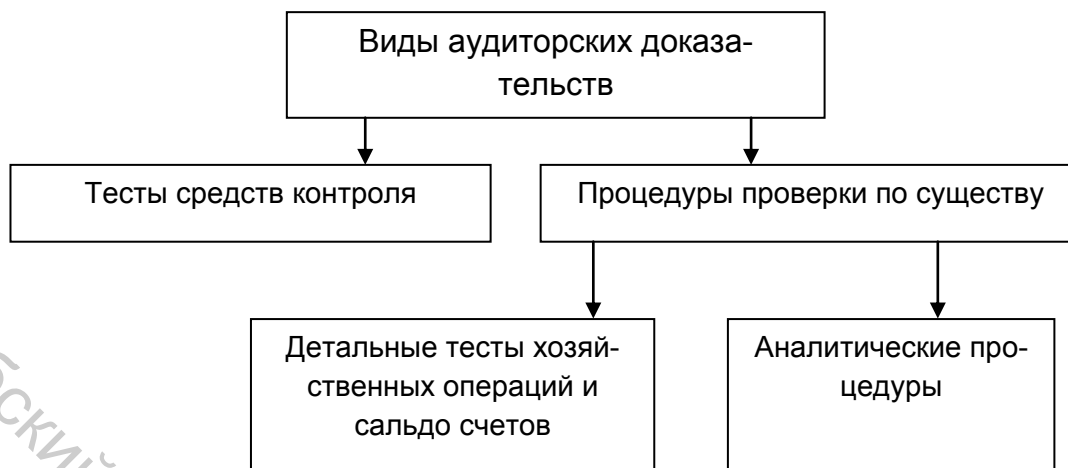 Виды аудиторских доказа-
тельств
Тесты средств контроля
Процедуры проверки по существу
Детальные тесты хозяй-
ственных операций и
сальдо счетов
Аналитические про-
цедуры